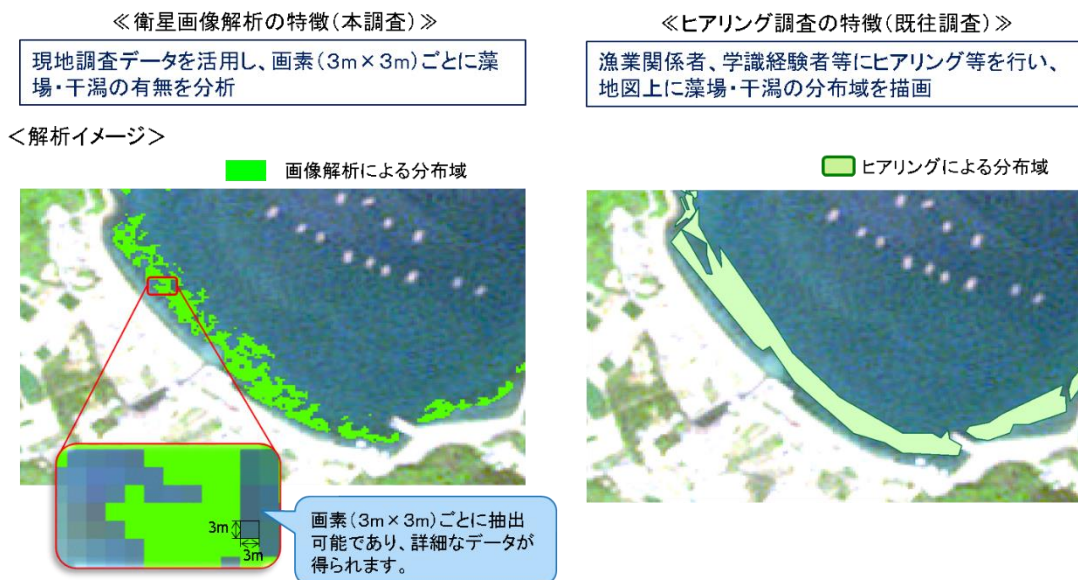 ≪衛星画像解析の特徴(本調査)≫
現地調査データを活用し、画素(3m×3m)ごとに藻
場・干潟の有無を分析
＜解析イメージ＞
画像解析による分布域
3m
3m
画素(3m×3m)ごとに抽出
可能であり、詳細なデータが
得られます。
≪ヒアリング調査の特徴(既往調査)≫
漁業関係者、学識経験者等にヒアリング等を行い、
地図上に藻場・干潟の分布域を描画
ヒアリングによる分布域